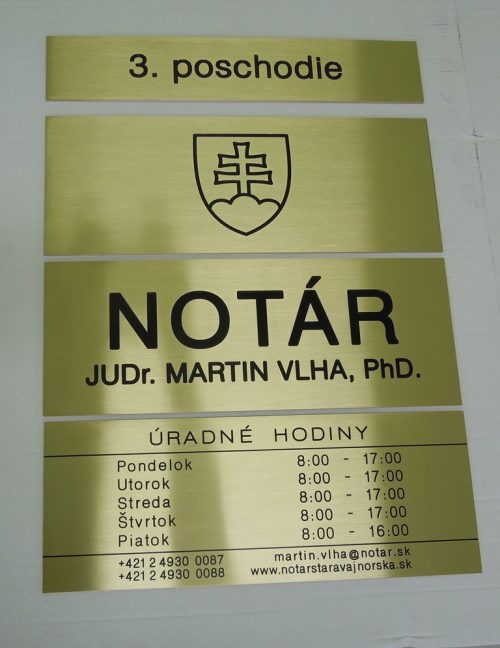 3. poschodie
NOTÁR
JUDr. MARTIN VLHA, PhD.
ÚRADNÉ HODINY
Pondelok 8:00 - 17:00
Utorok 8:00 - 17:00
Streda 8:00 - 17:00
Štvrtok 8:00 - 17:00
Piatok 8:00 - 16:00
+421 2 4930 0087 martin.vlha@notar.sk
+421 2 4930 0088 www.notarstaravajnorska.sk